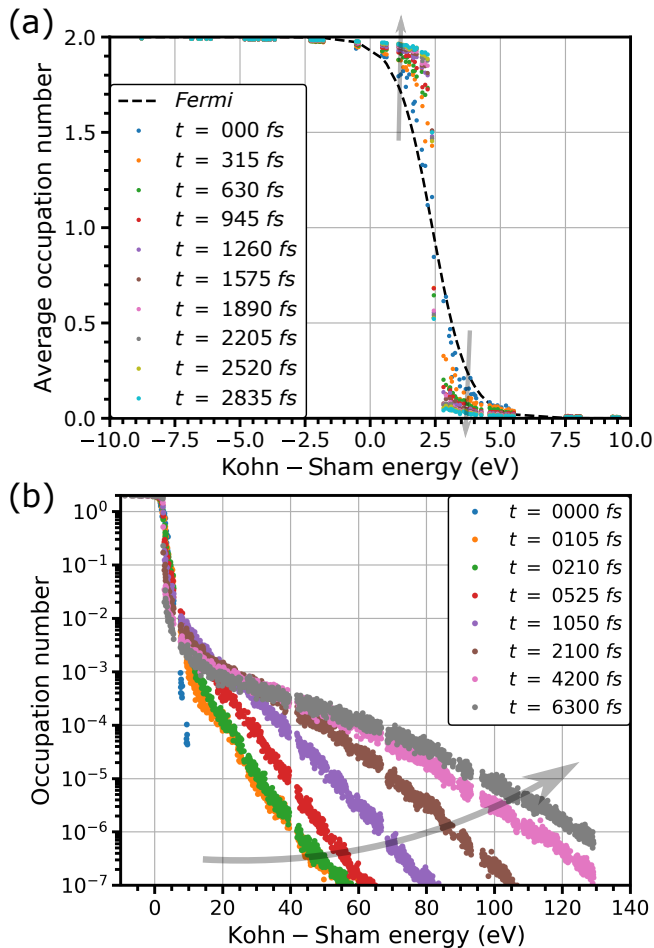 (a)
Average occupation number
2.0
1.5
1.0
0.5
0.0
Fermi
t = 000 fs
t = 315 fs
t = 630 fs
t = 945 fs
t = 1260 fs
t = 1575 fs
t = 1890 fs
t = 2205 fs
t = 2520 fs
t = 2835 fs
−10.0 −7.5 −5.0 −2.5 0.0 2.5 5.0 7.5 10.0
Kohn − Sham energy (eV)
(b)
Occupation number
10⁰
10⁻¹
10⁻²
10⁻³
10⁻⁴
10⁻⁵
10⁻⁶
10⁻⁷
t = 0000 fs
t = 0105 fs
t = 0210 fs
t = 0525 fs
t = 1050 fs
t = 2100 fs
t = 4200 fs
t = 6300 fs
0 20 40 60 80 100 120 140
Kohn − Sham energy (eV)